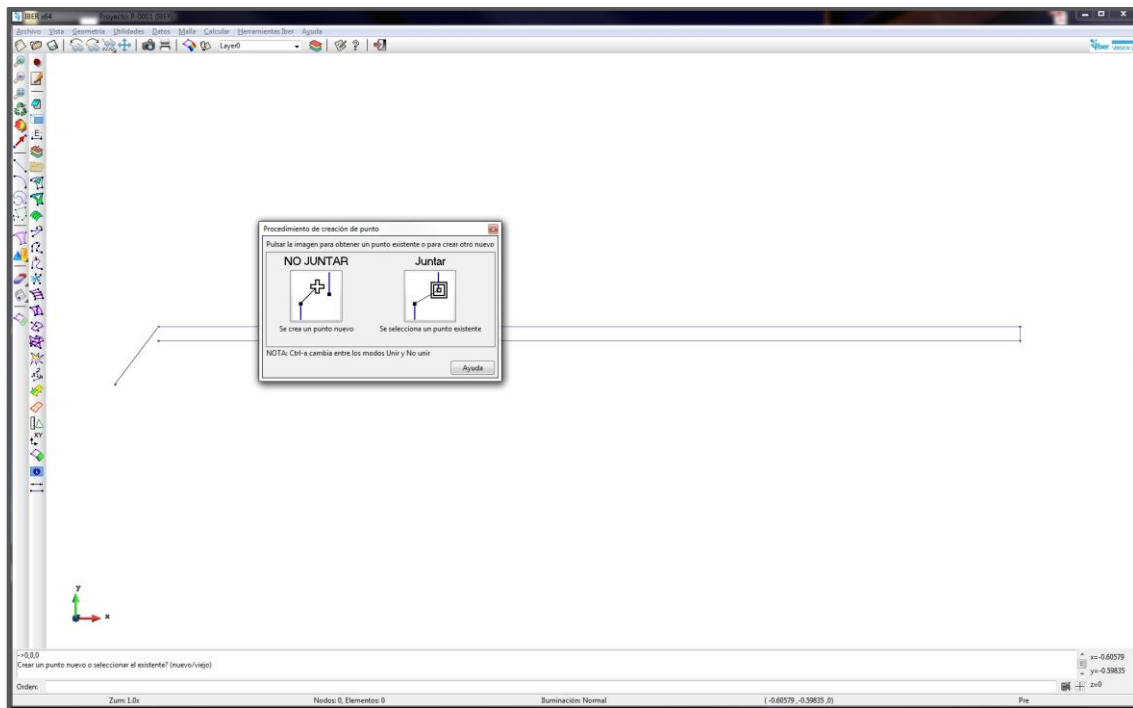 IBER x64 Proyecto: P-0001 (IBER)
Archivo Vista Geometría Utilidades Datos Malla Calcular Herramientas Iber Ayuda
Layer0
Iber
Procedimiento de creación de punto
Pulsar la imagen para obtener un punto existente o para crear otro nuevo
NO JUNTAR Juntar
Se crea un punto nuevo Se selecciona un punto existente
NOTA: Ctrl-a cambia entre los modos Unir y No unir
Ayuda
y
x
->0,0,0
Crear un punto nuevo o seleccionar el existente? (nuevo/viejo)
x=-0.60579
y=-0.59835
z=0
Orden:
Zum: 1.0x Nodos: 0, Elementos: 0 Iluminación: Normal (-0.60579,-0.59835,0) Pre